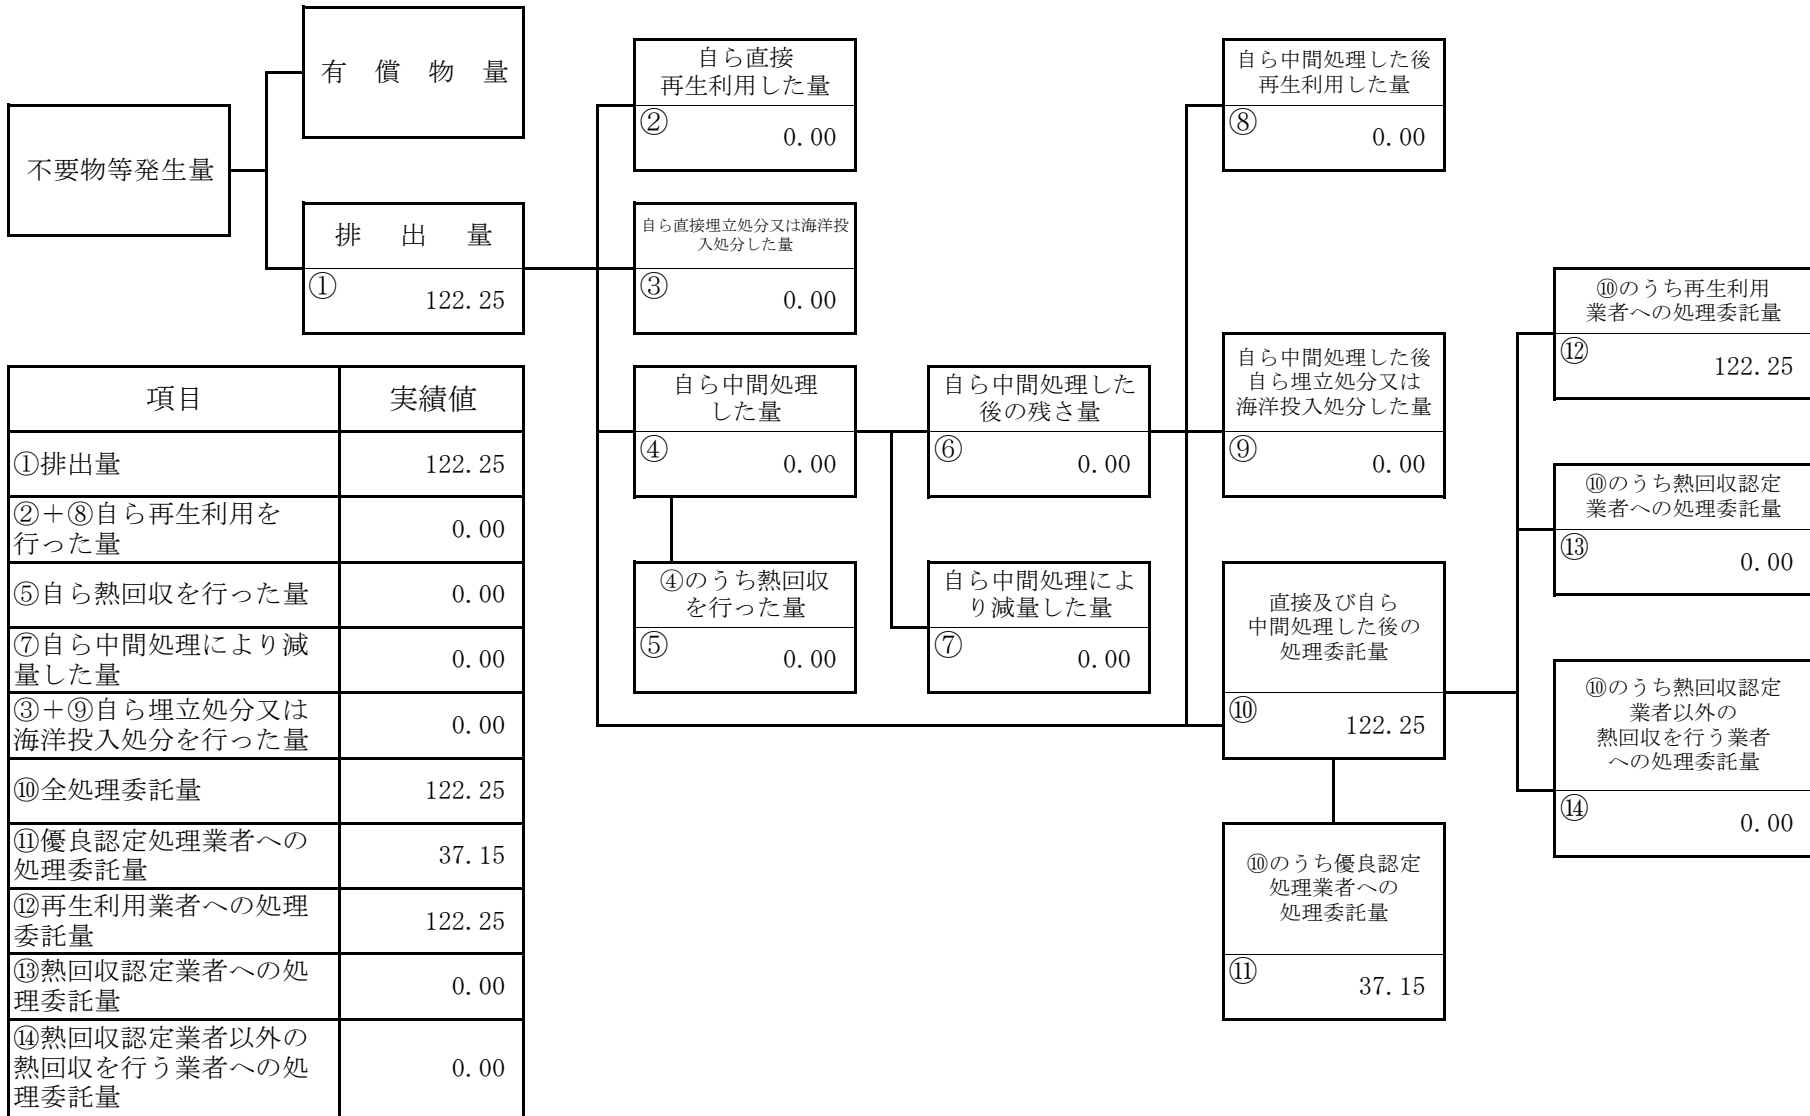 不要物等発生量
有償物量
排出量
①
122.25
自ら直接
再生利用した量
②
0.00
自ら直接埋立処分又は海洋投
入処分した量
③
0.00
自ら中間処理
した量
④
0.00
④のうち熱回収
を行った量
⑤
0.00
自ら中間処理した
後の残さ量
⑥
0.00
自ら中間処理によ
り減量した量
⑦
0.00
自ら中間処理した後
再生利用した量
⑧
0.00
自ら中間処理した後
自ら埋立処分又は
海洋投入処分した量
⑨
0.00
直接及び自ら
中間処理した後の
処理委託量
⑩
122.25
⑩のうち優良認定
処理業者への
処理委託量
⑪
37.15
⑩のうち再生利用
業者への処理委託量
⑫
122.25
⑩のうち熱回収認定
業者への処理委託量
⑬
0.00
⑩のうち熱回収認定
業者以外の
熱回収を行う業者
への処理委託量
⑭
0.00
項目 実績値
①排出量 122.25
②＋⑧自ら再生利用を
行った量 0.00
⑤自ら熱回収を行った量 0.00
⑦自ら中間処理により減
量した量 0.00
③＋⑨自ら埋立処分又は
海洋投入処分を行った量 0.00
⑩全処理委託量 122.25
⑪優良認定処理業者への
処理委託量 37.15
⑫再生利用業者への処理
委託量 122.25
⑬熱回収認定業者への処
理委託量 0.00
⑭熱回収認定業者以外の
熱回収を行う業者への処
理委託量 0.00